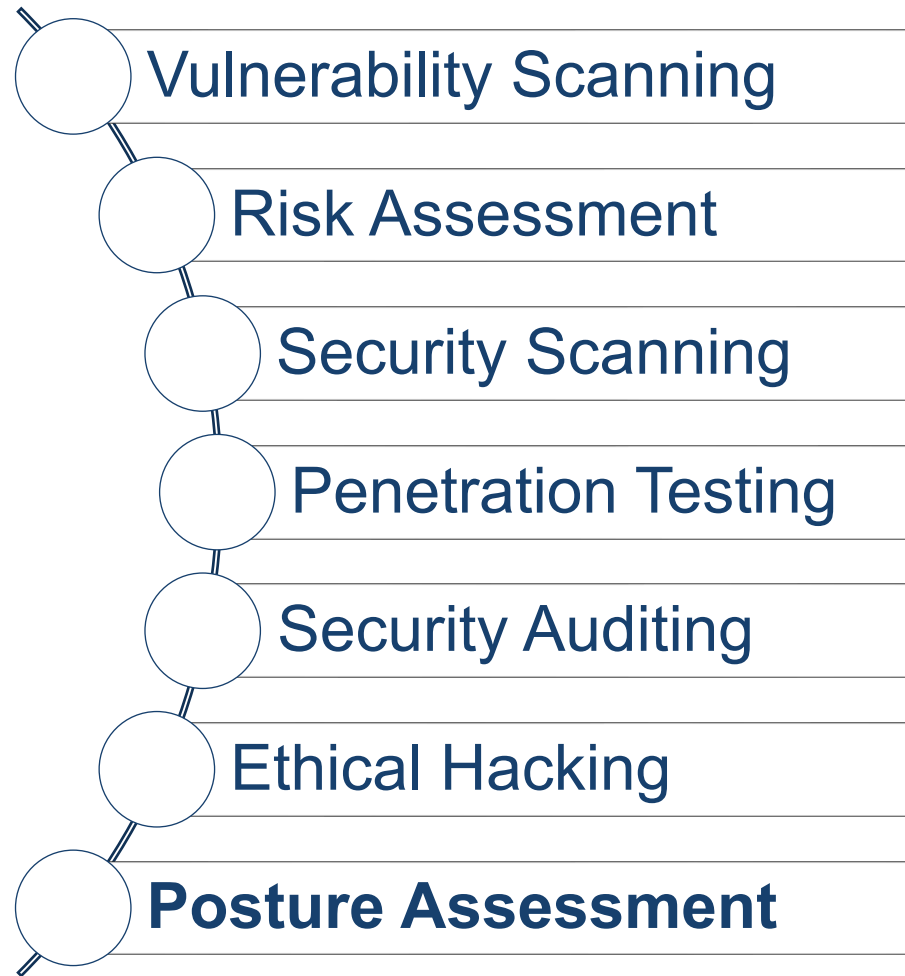 Vulnerability Scanning
Risk Assessment
Security Scanning
Penetration Testing
Security Auditing
Ethical Hacking
Posture Assessment